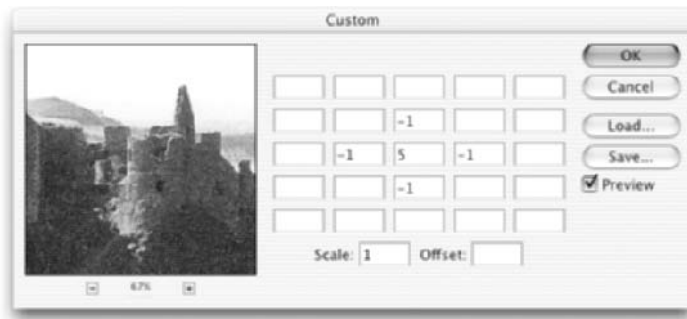 Custom
OK
Cancel
-1
Load...
-1 5 -1
Save...
-1
Preview
Scale: 1 Offset:
67%